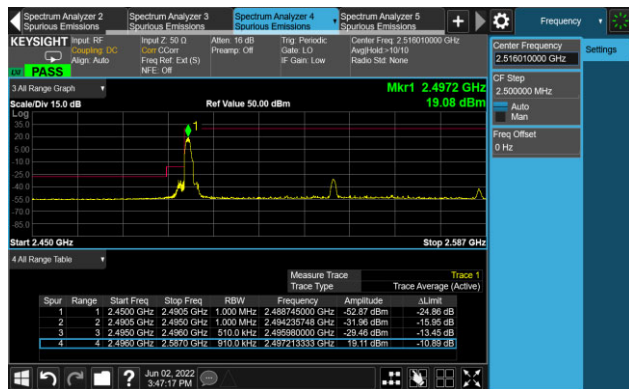 Spectrum Analyzer 2 Spectrum Analyzer 3 Spectrum Analyzer 4 Spectrum Analyzer 5
Spurious Emissions Spurious Emissions Spurious Emissions Spurious Emissions
Frequency
KEYSIGHT Input: RF Input Z: 50 Ω Atten: 16 dB Trig: Periodic Center Freq: 2.516010000 GHz
Coupling: DC Corr CCorr Preamp: Off Gate: LO Avg|Hold:>10/10
Align: Auto Freq Ref: Ext (S) IF Gain: Low Radio Std: None
NFE: Off
PASS
Center Frequency
2.516010000 GHz
Settings
CF Step
2.500000 MHz
Auto
Man
Freq Offset
0 Hz
3 All Range Graph
Mkr1 2.4972 GHz
Scale/Div 15.0 dB Ref Value 50.00 dBm 19.08 dBm
Log
35.0
20.0
5.00
-10.0
-25.0
-40.0
-55.0
-70.0
-85.0
1
Start 2.450 GHz Stop 2.587 GHz
4 All Range Table
Measure Trace Trace 1
Trace Type Trace Average (Active)
Spur Range Start Freq Stop Freq RBW Frequency Amplitude ΔLimit
1 1 2.4500 GHz 2.4905 GHz 1.000 MHz 2.488745000 GHz -52.87 dBm -24.86 dB
2 2 2.4905 GHz 2.4950 GHz 1.000 MHz 2.494235748 GHz -31.96 dBm -15.95 dB
3 3 2.4950 GHz 2.4960 GHz 510.0 kHz 2.495980000 GHz -29.46 dBm -13.45 dB
4 4 2.4960 GHz 2.5870 GHz 910.0 kHz 2.497213333 GHz 19.11 dBm -10.89 dB
Jun 02, 2022
3:47:17 PM